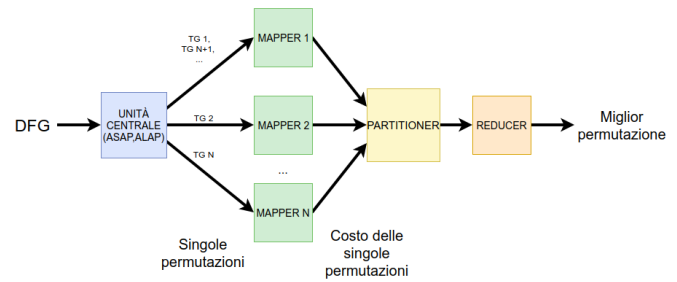 DFG
UNITÀ
CENTRALE
(ASAP,ALAP)
TG 1,
TG N+1,
...
TG 2
TG N
MAPPER 1
MAPPER 2
...
MAPPER N
PARTITIONER
REDUCER
Miglior
permutazione
Singole
permutazioni
Costo delle
singole
permutazioni